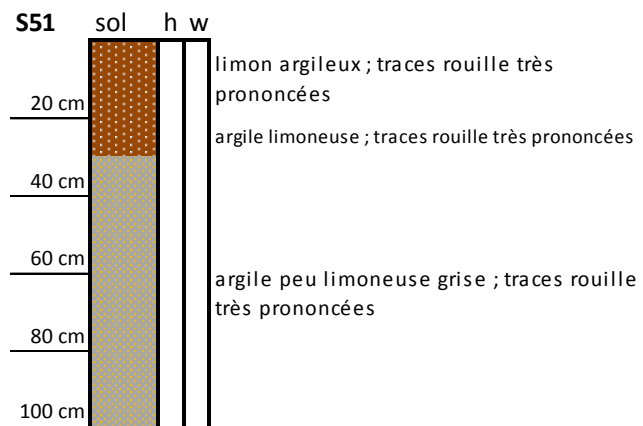 S51 sol h w
limon argileux ; traces rouille très
prononcées
20 cm
argile limoneuse ; traces rouille très prononcées
40 cm
60 cm
argile peu limoneuse grise ; traces rouille
très prononcées
80 cm
100 cm